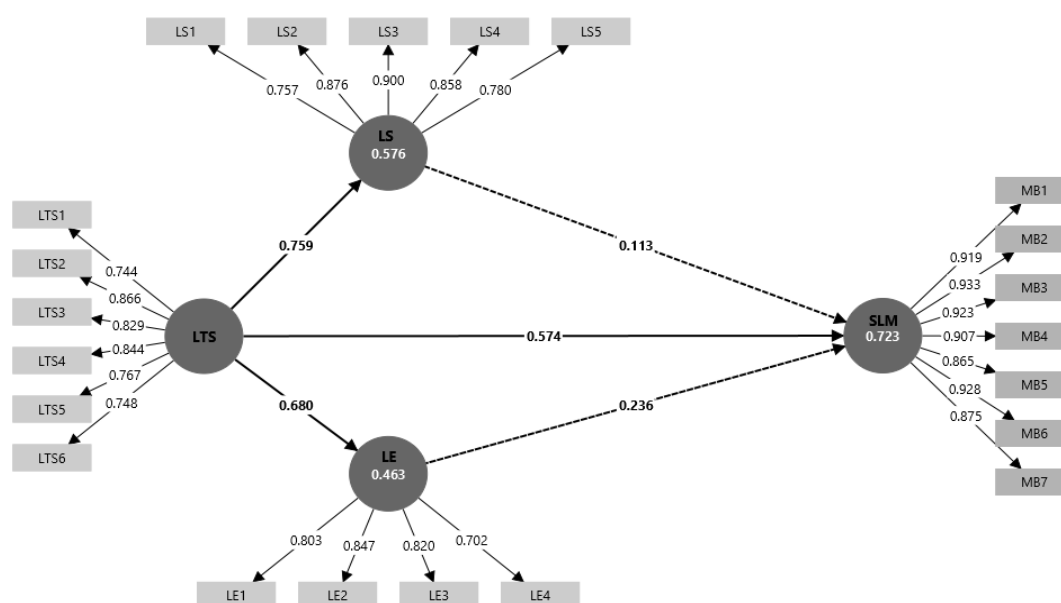 LS1 LS2 LS3 LS4 LS5
0.757 0.876 0.900 0.858 0.780
LS
0.576
LTS1
LTS2
LTS3
LTS4
LTS5
LTS6
0.744
0.866
0.829
0.844
0.767
0.748
LTS
0.759
0.574
0.680
0.113
0.236
SLM
0.723
0.919
0.933
0.923
0.907
0.865
0.928
0.875
MB1
MB2
MB3
MB4
MB5
MB6
MB7
LE
0.463
0.803 0.847 0.820 0.702
LE1 LE2 LE3 LE4